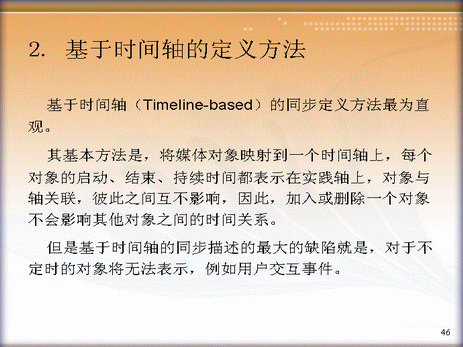 2. 基于时间轴的定义方法
基于时间轴（Timeline-based）的同步定义方法最为直
观。
其基本方法是，将媒体对象映射到一个时间轴上，每个
对象的启动、结束、持续时间都表示在实践轴上，对象与
轴关联，彼此之间互不影响，因此，加入或删除一个对象
不会影响其他对象之间的时间关系。
但是基于时间轴的同步描述的最大的缺陷就是，对于不
定时的对象将无法表示，例如用户交互事件。
46